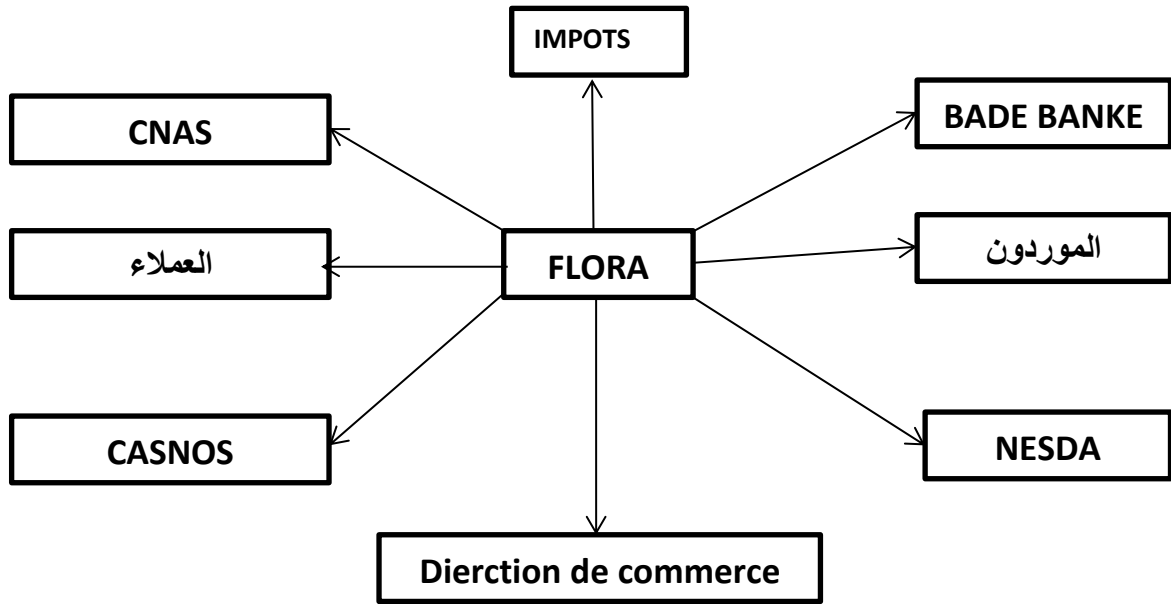 IMPOTS
CNAS
BADE BANKE
العملاء
FLORA
الموردون
CASNOS
NESDA
Dierction de commerce